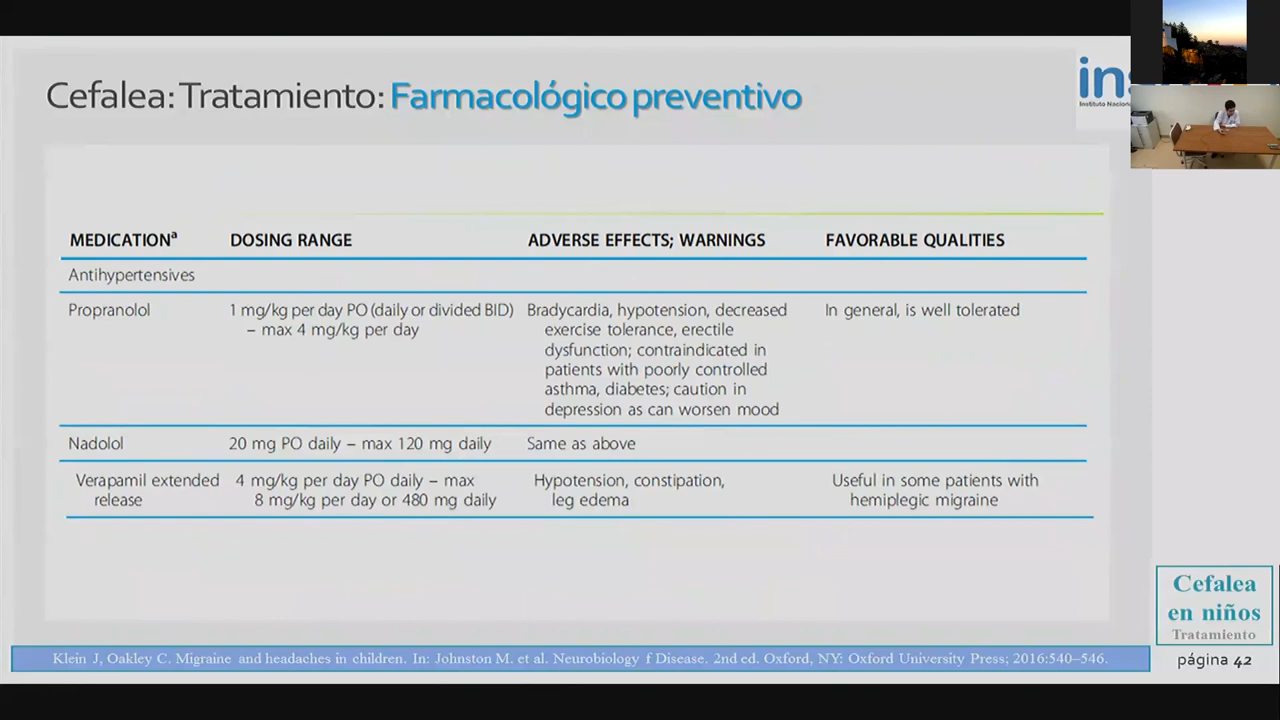 Cefalea: Tratamiento: Farmacológico preventivo
Instituto
MEDICATIONa DOSING RANGE ADVERSE EFFECTS; WARNINGS FAVORABLE QUALITIES
Antihypertensives
Propranolol 1 mg/kg per day PO (daily or divided BID) Bradycardia, hypotension, decreased In general, is well tolerated
– max 4 mg/kg per day exercise tolerance, erectile
dysfunction; contraindicated in
patients with poorly controlled
asthma, diabetes; caution in
depression as can worsen mood
Nadolol 20 mg PO daily – max 120 mg daily Same as above
Verapamil extended 4 mg/kg per day PO daily – max Hypotension, constipation, Useful in some patients with
release 8 mg/kg per day or 480 mg daily leg edema hemiplegic migraine
Cefalea
en niños
Tratamiento
Klein J, Oakley C. Migraine and headaches in children. In: Johnston M. et al. Neurobiology f Disease. 2nd ed. Oxford, NY: Oxford University Press; 2016:540–546.
página 42